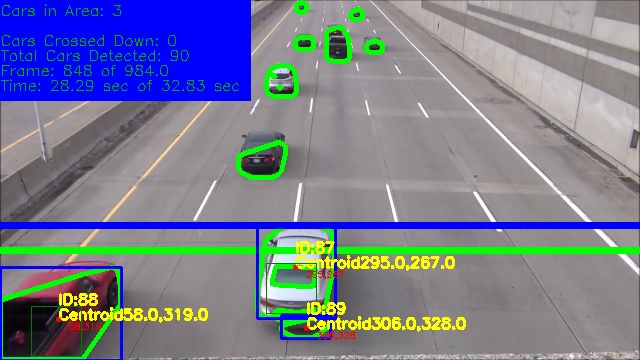 Cars in Area: 3
Cars Crossed Down: 0
Total Cars Detected: 90
Frame: 848 of 984.0
Time: 28.29 sec of 32.83 sec
ID:87
Centroid295.0,267.0
ID:88
Centroid58.0,319.0
58,319
ID:89
Centroid306.0,328.0